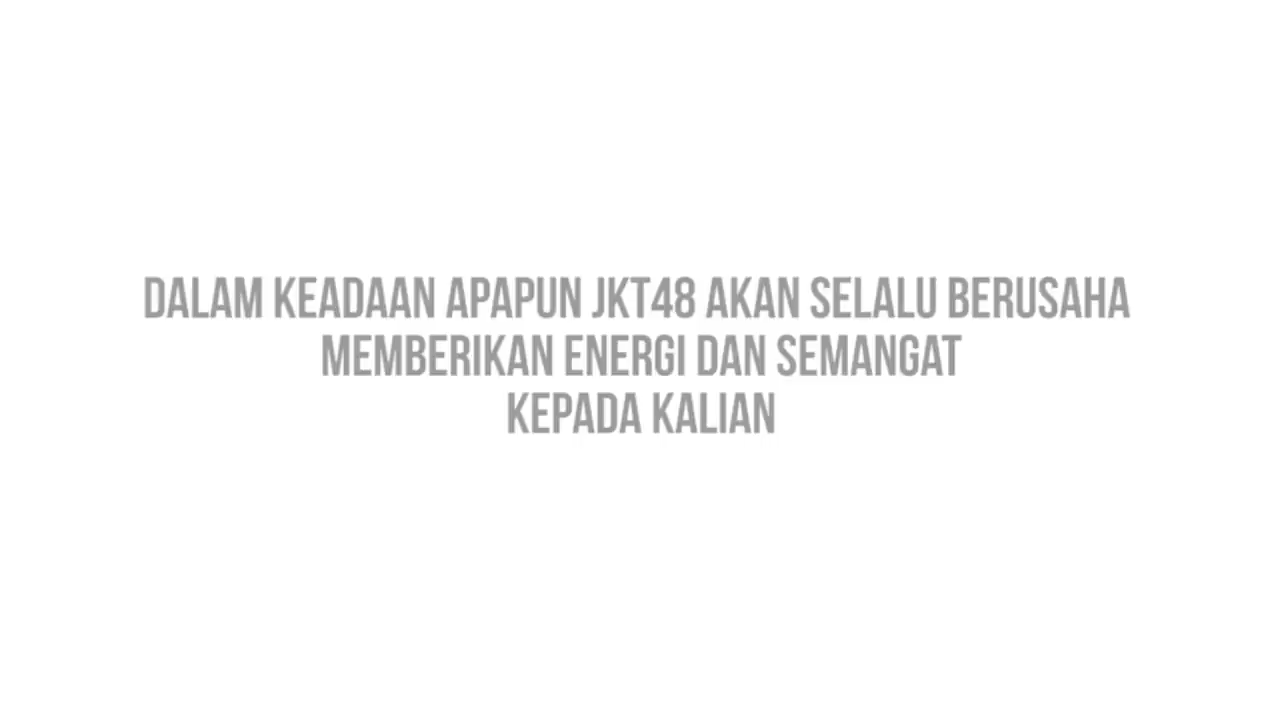 DALAM KEADAAN APAPUN JKT48 AKAN SELALU BERUSAHA
MEMBERIKAN ENERGI DAN SEMANGAT
KEPADA KALIAN